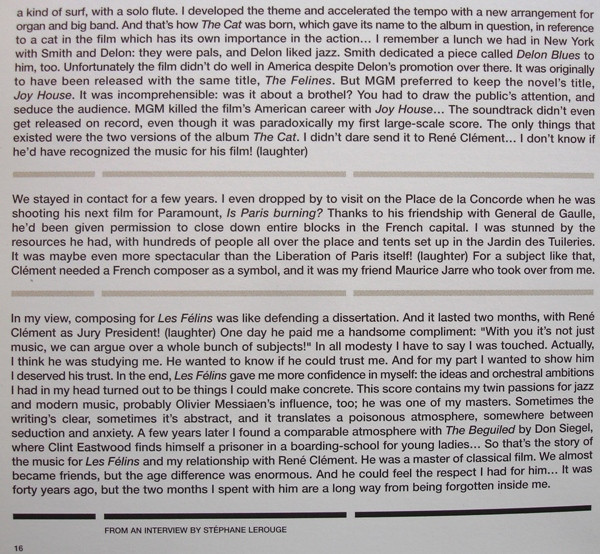 a kind of surf, with a solo flute. I developed the theme and accelerated the tempo with a new arrangement for
organ and big band. And that's how The Cat was born, which gave its name to the album in question, in reference
to a cat in the film which has its own importance in the action... I remember a lunch we had in New York
with Smith and Delon: they were pals, and Delon liked jazz. Smith dedicated a piece called Delon Blues to
him, too. Unfortunately the film didn't do well in America despite Delon's promotion over there. It was originally
to have been released with the same title, The Felines. But MGM preferred to keep the novel's title,
Joy House. It was incomprehensible: was it about a brothel? You had to draw the public's attention, and
seduce the audience. MGM killed the film's American career with Joy House... The soundtrack didn't even
get released on record, even though it was paradoxically my first large-scale score. The only things that
existed were the two versions of the album The Cat. I didn't dare send it to René Clément... I don't know if
he'd have recognized the music for his film! (laughter)
We stayed in contact for a few years. I even dropped by to visit on the Place de la Concorde when he was
shooting his next film for Paramount, Is Paris burning? Thanks to his friendship with General de Gaulle,
he'd been given permission to close down entire blocks in the French capital. I was stunned by the
resources he had, with hundreds of people all over the place and tents set up in the Jardin des Tuileries.
It was maybe even more spectacular than the Liberation of Paris itself! (laughter) For a subject like that,
Clément needed a French composer as a symbol, and it was my friend Maurice Jarre who took over from me.
In my view, composing for Les Félins was like defending a dissertation. And it lasted two months, with René
Clément as Jury President! (laughter) One day he paid me a handsome compliment: "With you it's not just
music, we can argue over a whole bunch of subjects!" In all modesty I have to say I was touched. Actually,
I think he was studying me. He wanted to know if he could trust me. And for my part I wanted to show him
I deserved his trust. In the end, Les Félins gave me more confidence in myself: the ideas and orchestral ambitions
I had in my head turned out to be things I could make concrete. This score contains my twin passions for jazz
and modern music, probably Olivier Messiaen's influence, too; he was one of my masters. Sometimes the
writing's clear, sometimes it's abstract, and it translates a poisonous atmosphere, somewhere between
seduction and anxiety. A few years later I found a comparable atmosphere with The Beguiled by Don Siegel,
where Clint Eastwood finds himself a prisoner in a boarding-school for young ladies... So that's the story of
the music for Les Félins and my relationship with René Clément. He was a master of classical film. We almost
became friends, but the age difference was enormous. And he could feel the respect I had for him... It was
forty years ago, but the two months I spent with him are a long way from being forgotten inside me.
FROM AN INTERVIEW BY STÉPHANE LEROUGE
16